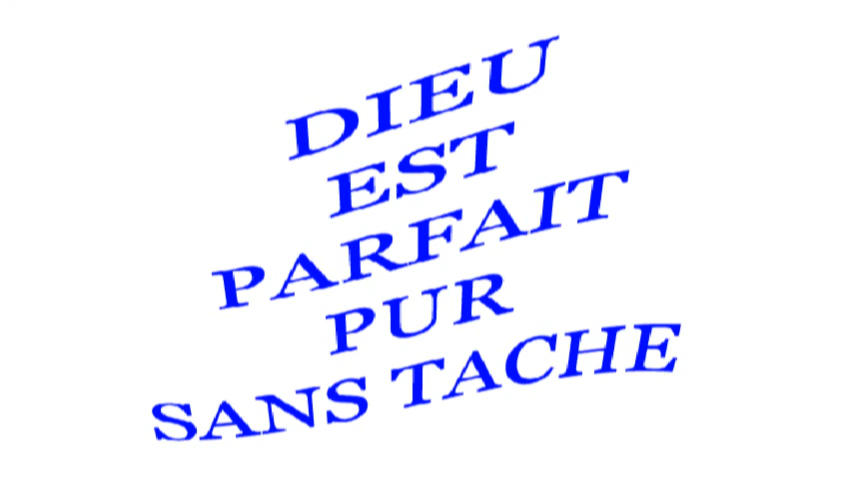 DIEU
EST
PARFAIT
PUR
SANS TACHE